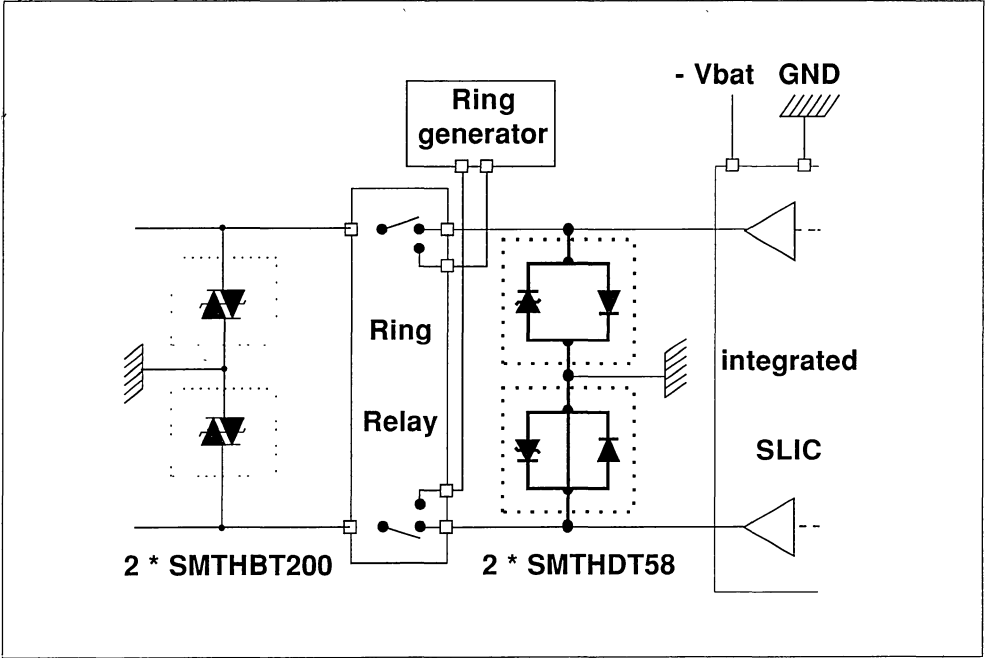 - Vbat GND
Ring
generator
Ring
integrated
Relay
SLIC
2 * SMTHBT200
2 * SMTHDT58